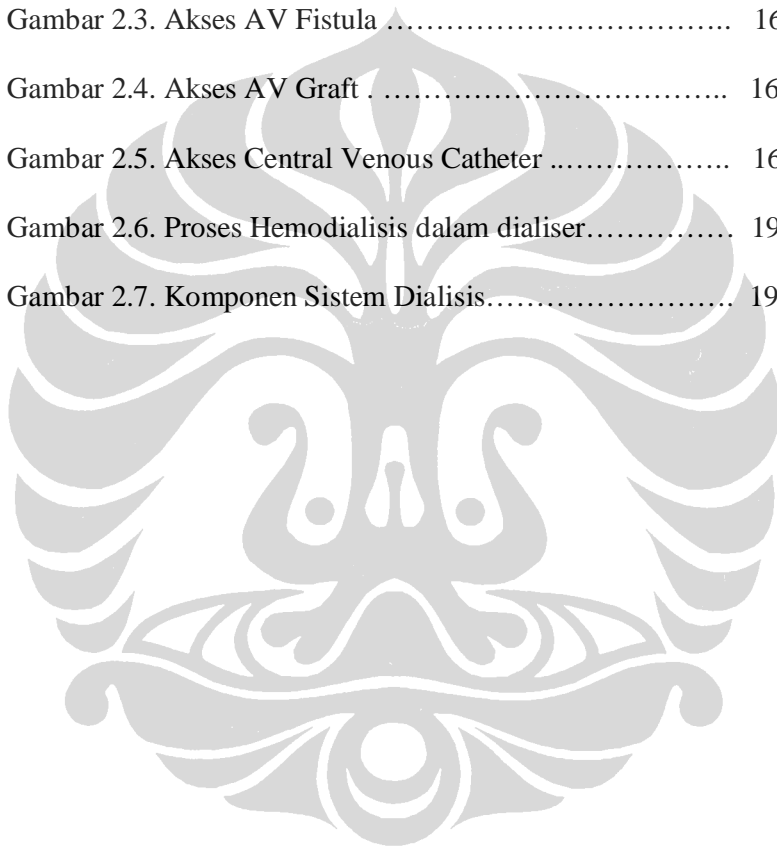 Gambar 2.3. Akses AV Fistula …………………………….. 16
Gambar 2.4. Akses AV Graft . …………………………….. 16
Gambar 2.5. Akses Central Venous Catheter ..…………….. 16
Gambar 2.6. Proses Hemodialisis dalam dialiser…………… 19
Gambar 2.7. Komponen Sistem Dialisis……………………. 19